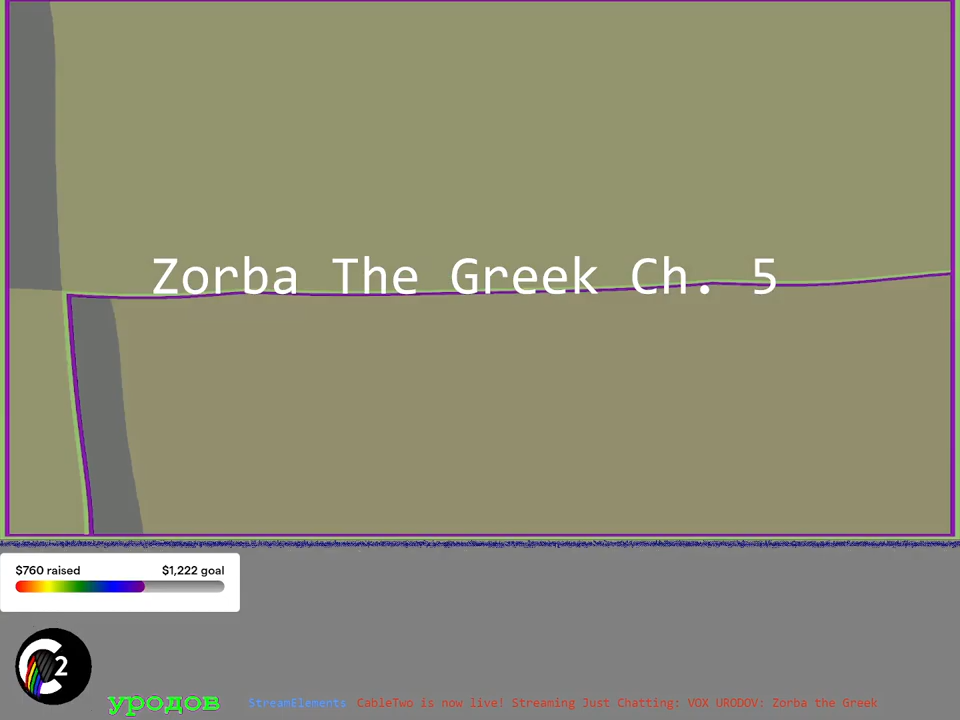 Zorba The Greek Ch. 5
$760 raised $1,222 goal
C2
уродов StreamElements CableTwo is now live! Streaming Just Chatting: VOX URODOV: Zorba the Greek